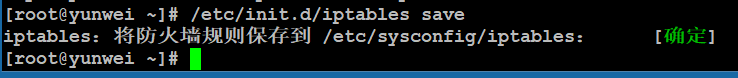 [root@yunwei ~]# /etc/init.d/iptables save
iptables：将防火墙规则保存到 /etc/sysconfig/iptables：     [确定]
[root@yunwei ~]#